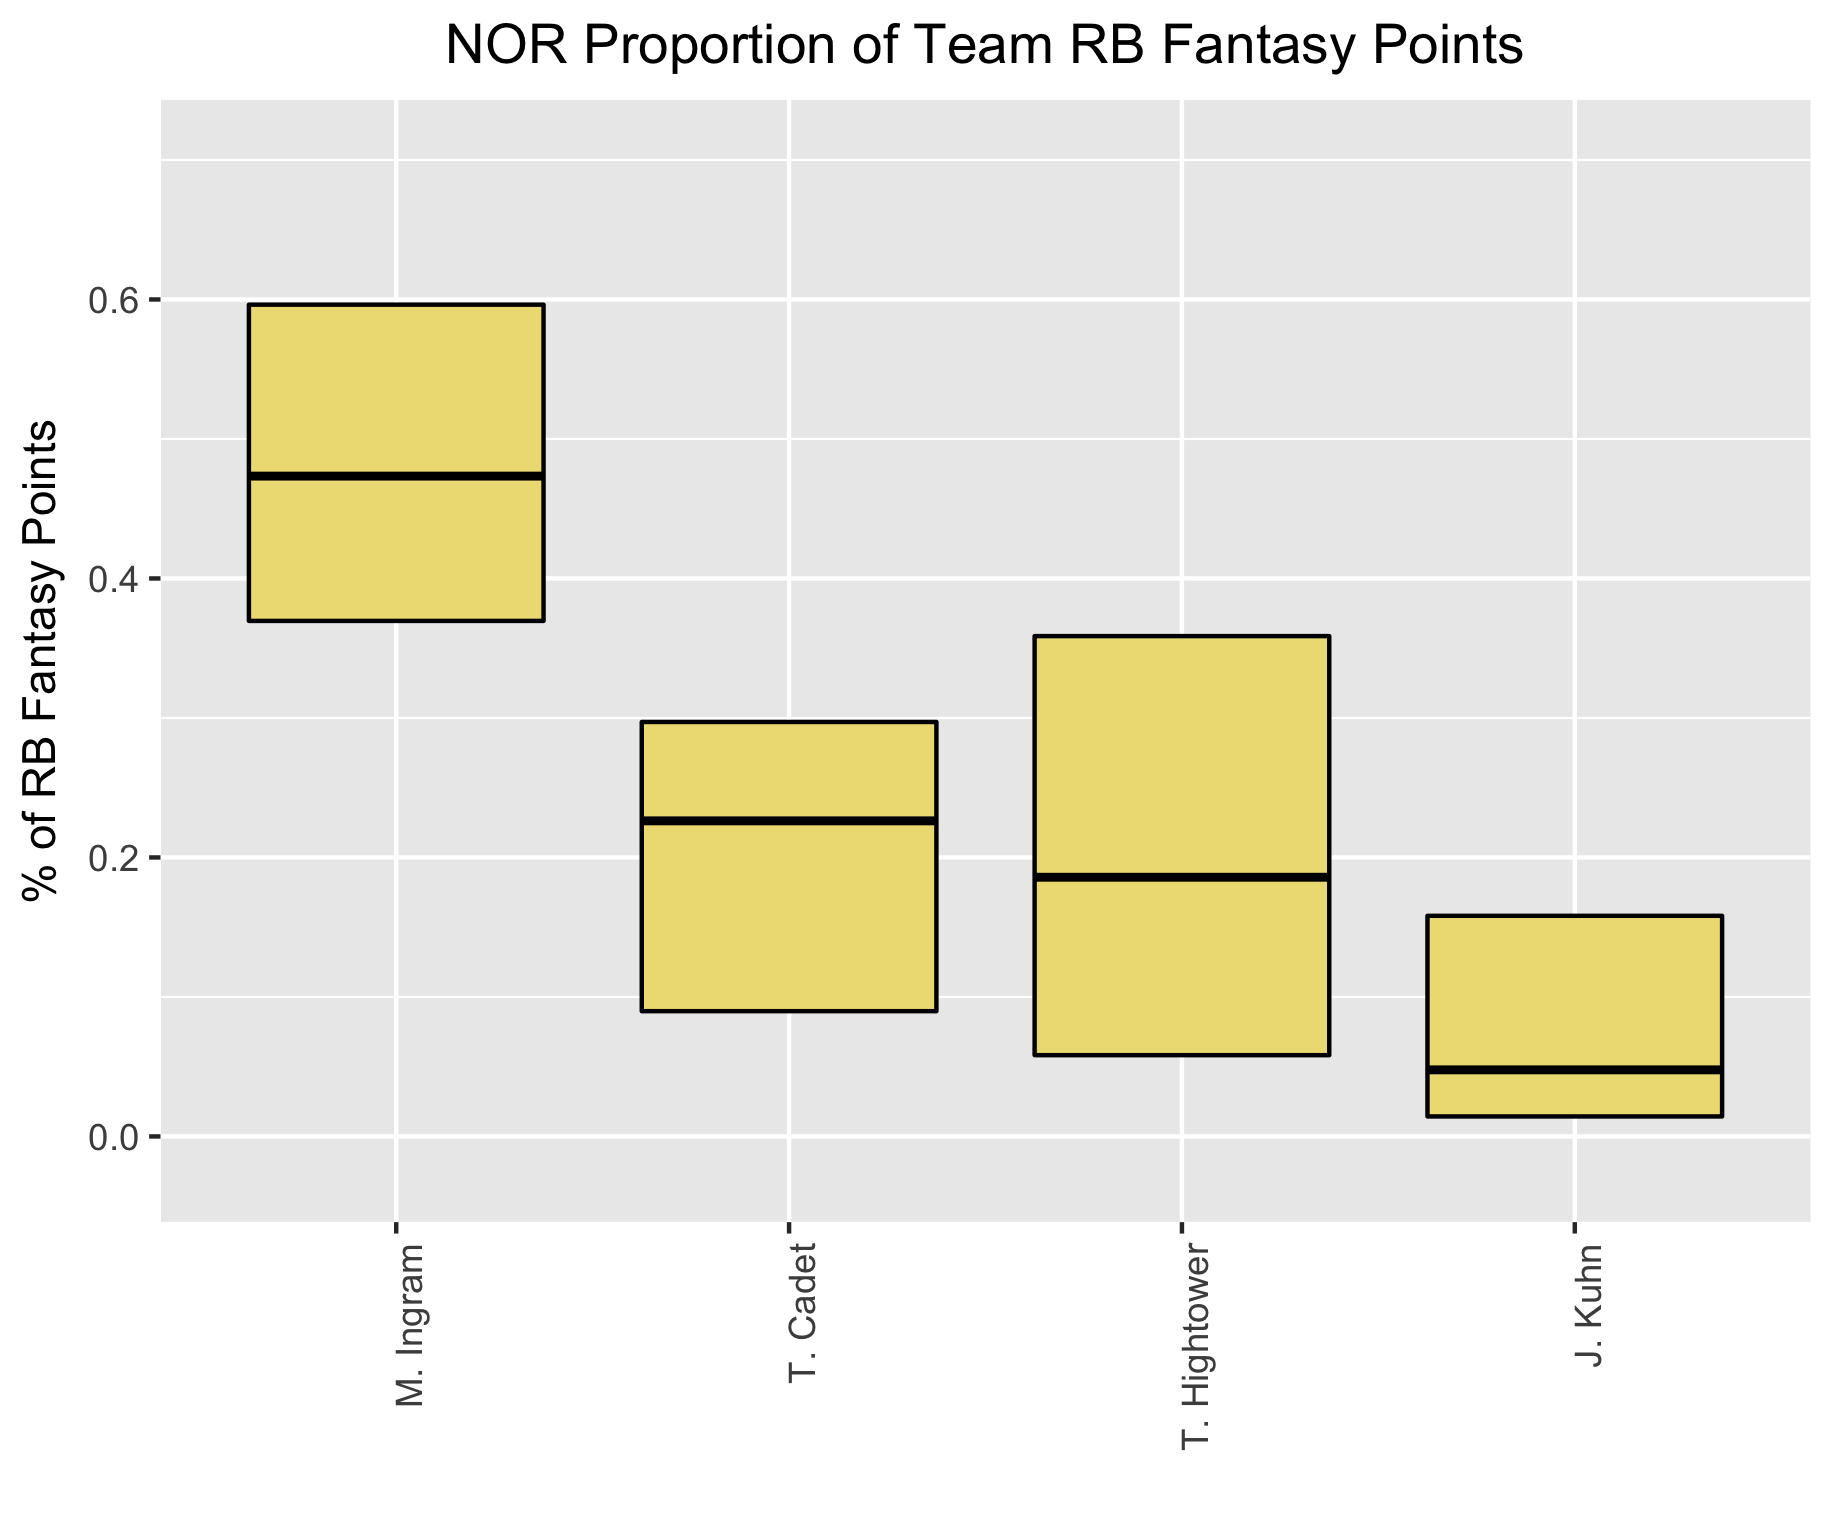 NOR Proportion of Team RB Fantasy Points
% of RB Fantasy Points
0.6
0.4
0.2
0.0
M. Ingram
T. Cadet
T. Hightower
J. Kuhn